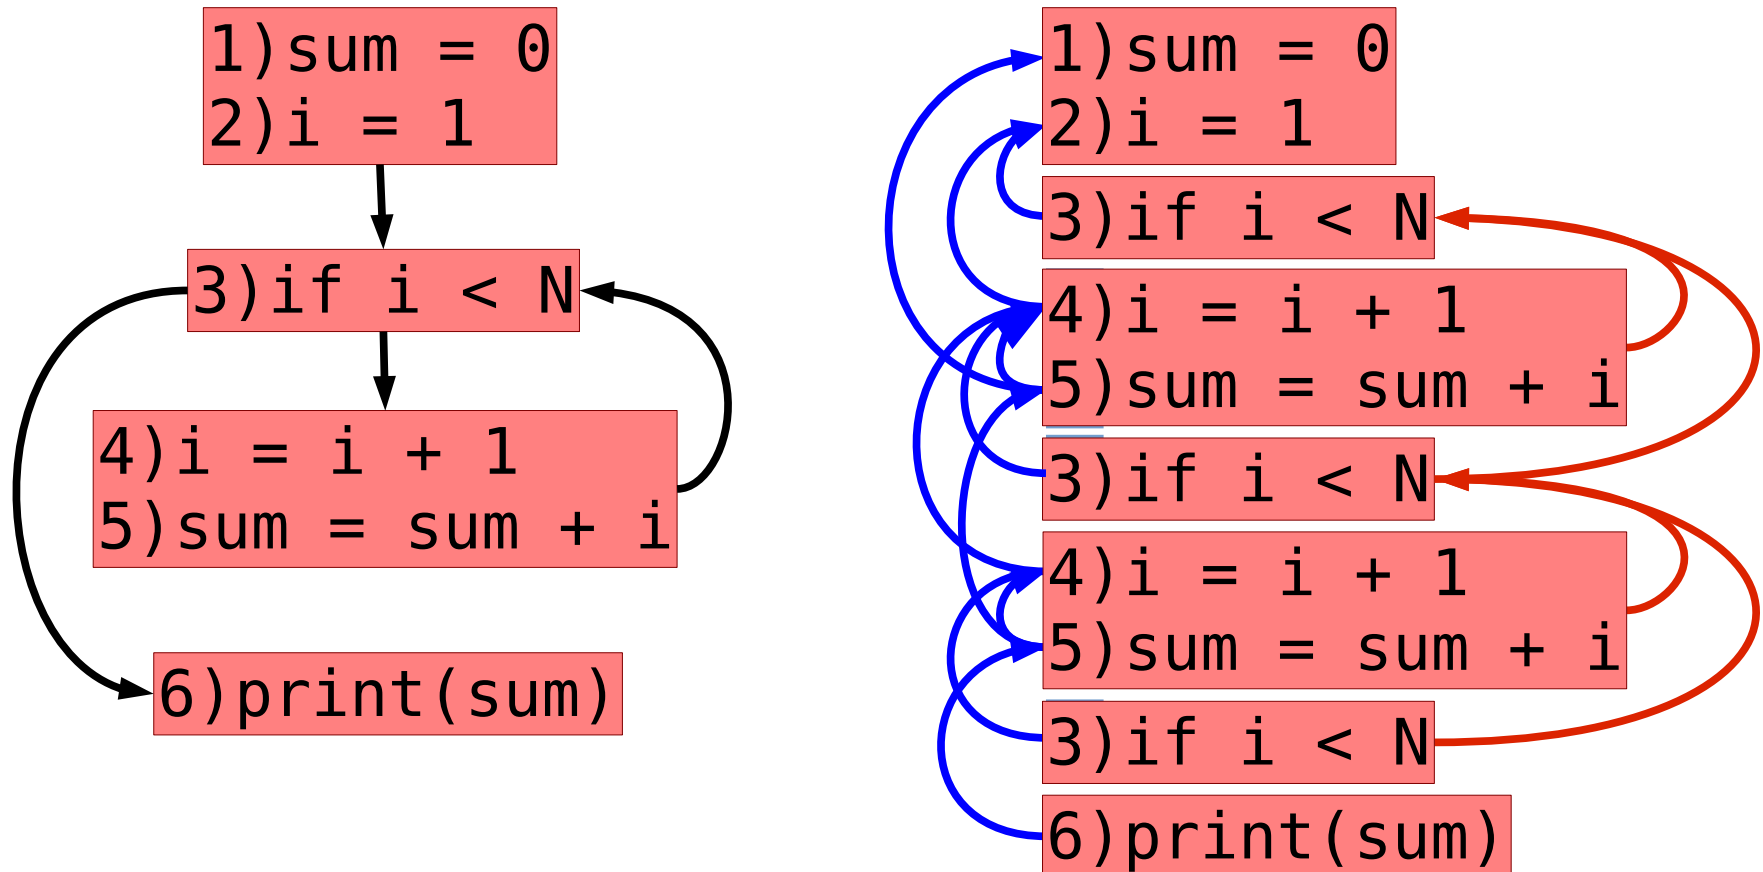 1)sum = 0
2)i = 1
3)if i < N
4)i = i + 1
5)sum = sum + i
6)print(sum)
1)sum = 0
2)i = 1
3)if i < N
4)i = i + 1
5)sum = sum + i
3)if i < N
4)i = i + 1
5)sum = sum + i
3)if i < N
6)print(sum)